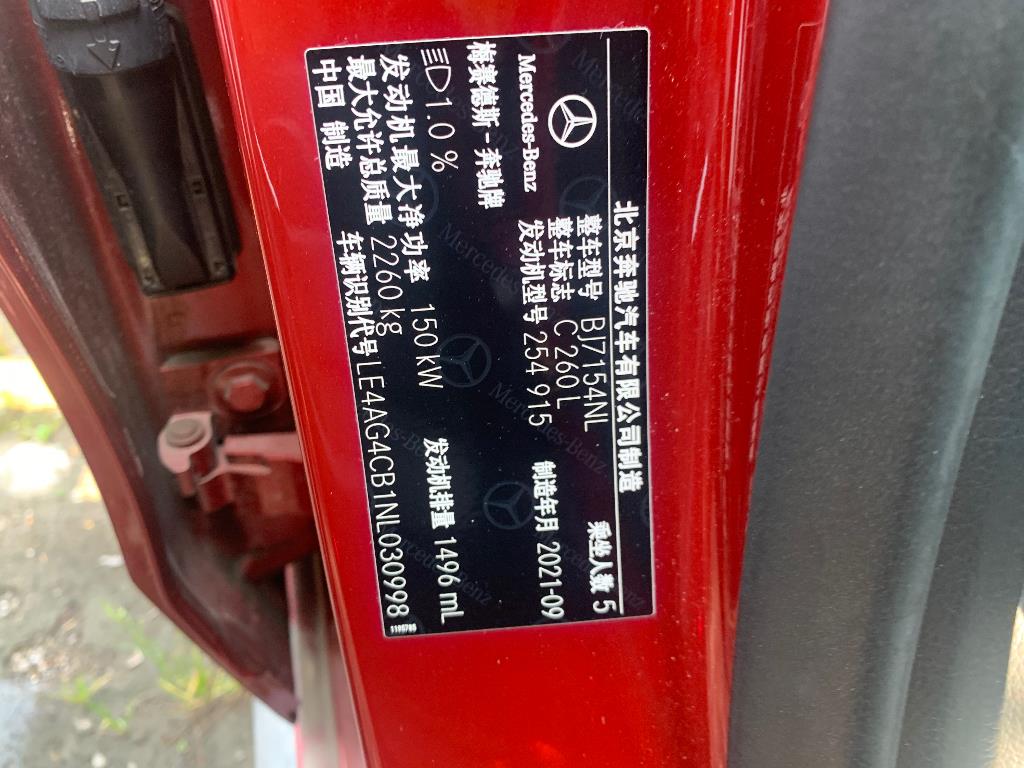 北京奔驰汽车有限公司制造
Mercedes-Benz
梅赛德斯-奔驰牌
整车型号 BJ7154NL
乘坐人数 5
整车标志 C 260 L
发动机型号 254 915
制造年月 2021-09
1.0 %
发动机最大净功率 150 kW
发动机排量 1496 mL
最大允许总质量 2260 kg
中国 制造
车辆识别代号 LE4AG4CB1NL030998